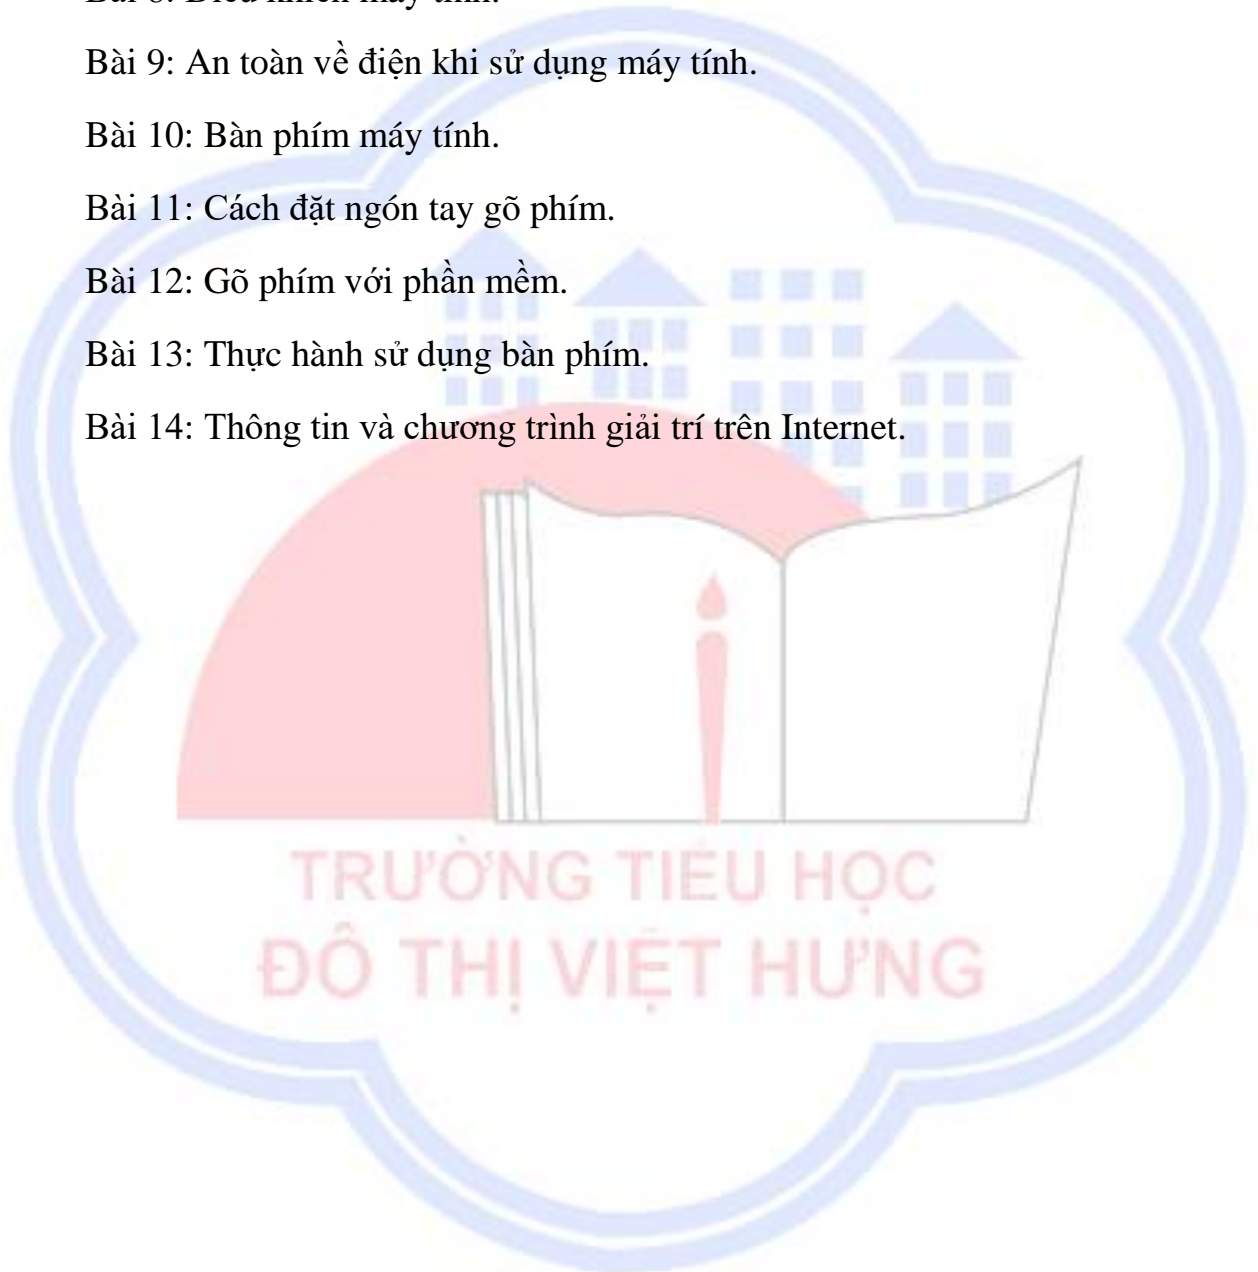 Bài 9: An toàn về điện khi sử dụng máy tính.
Bài 10: Bàn phím máy tính.
Bài 11: Cách đặt ngón tay gõ phím.
Bài 12: Gõ phím với phần mềm.
Bài 13: Thực hành sử dụng bàn phím.
Bài 14: Thông tin và chương trình giải trí trên Internet.
TRƯỜNG TIỂU HỌC
ĐÔ THỊ VIỆT HƯNG